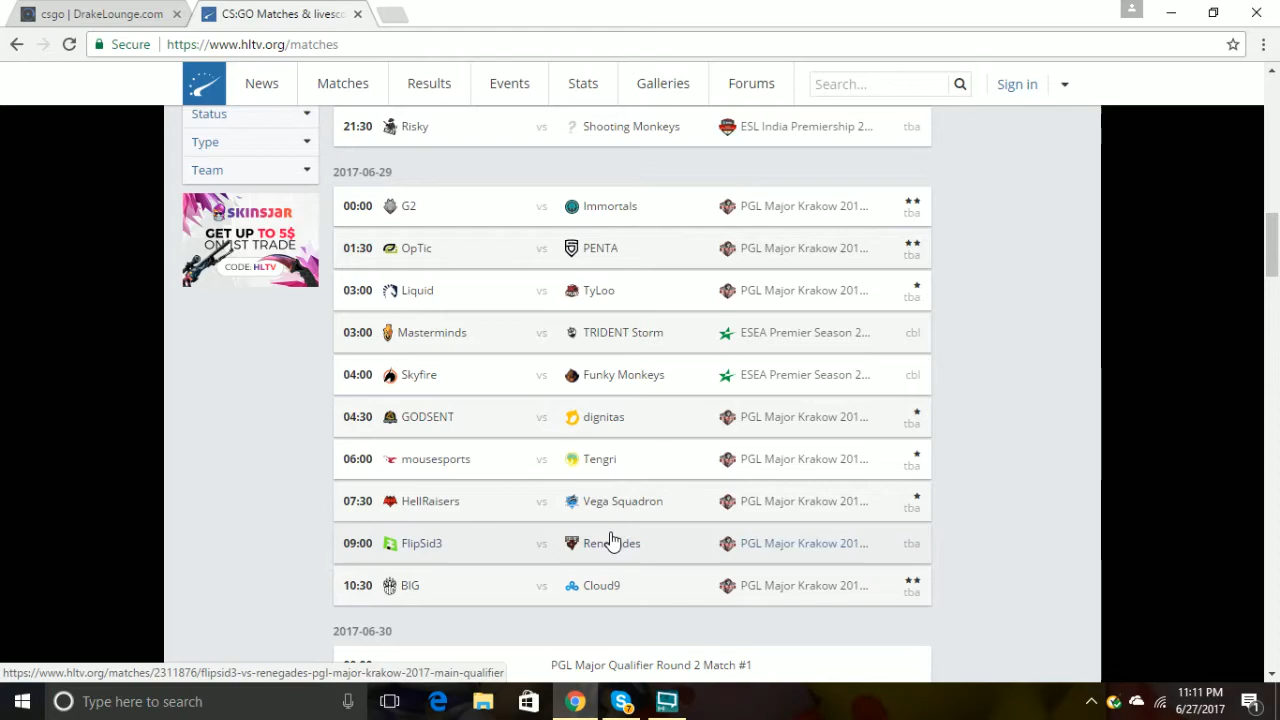 csgo | DrakeLounge.com
CS:GO Matches & livesco
Secure https://www.hltv.org/matches
News Matches Results Events Stats Galleries Forums Search... Sign in
Status
Type
Team
SKINSJAR
GET UP TO 5$
ON 1ST TRADE
CODE: HLTV
21:30 Risky vs Shooting Monkeys ESL India Premiership 2... tba
2017-06-29
00:00 G2 vs Immortals PGL Major Krakow 201... tba
01:30 OpTic vs PENTA PGL Major Krakow 201... tba
03:00 Liquid vs TyLoo PGL Major Krakow 201... tba
03:00 Masterminds vs TRIDENT Storm ESEA Premier Season 2... cbl
04:00 Skyfire vs Funky Monkeys ESEA Premier Season 2... cbl
04:30 GODSENT vs dignitas PGL Major Krakow 201... tba
06:00 mousesports vs Tengri PGL Major Krakow 201... tba
07:30 HellRaisers vs Vega Squadron PGL Major Krakow 201... tba
09:00 FlipSid3 vs Renegades PGL Major Krakow 201... tba
10:30 BIG vs Cloud9 PGL Major Krakow 201... tba
2017-06-30
PGL Major Qualifier Round 2 Match #1
https://www.hltv.org/matches/2311876/flipsid3-vs-renegades-pgl-major-krakow-2017-main-qualifier
Type here to search
11:11 PM
6/27/2017